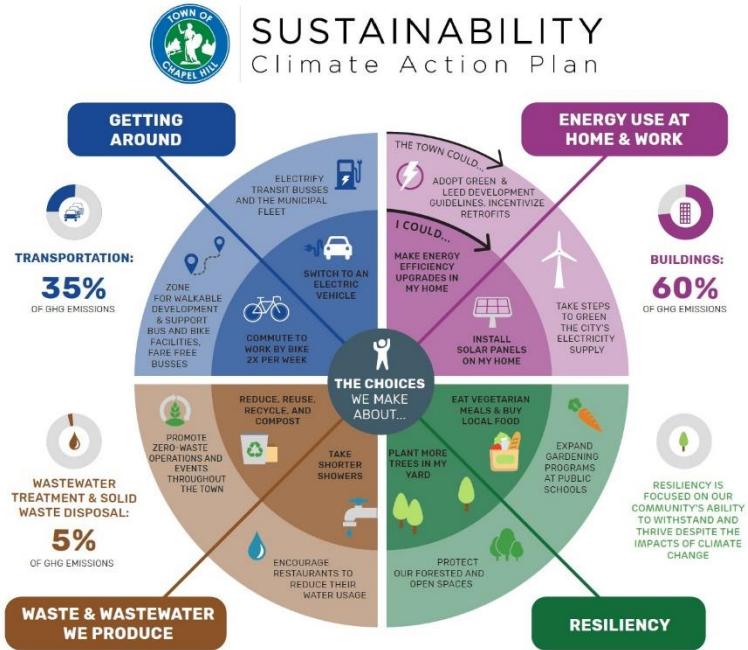 TOWN OF
CHAPEL HILL
SUSTAINABILITY
Climate Action Plan
GETTING
AROUND
ENERGY USE AT
HOME & WORK
TRANSPORTATION:
35%
OF GHG EMISSIONS
ELECTRIFY
TRANSIT BUSSES
AND THE MUNICIPAL
FLEET
ZONE
FOR WALKABLE
DEVELOPMENT
& SUPPORT
BUS AND BIKE
FACILITIES,
FARE FREE
BUSSES
SWITCH TO AN
ELECTRIC
VEHICLE
COMMUTE TO
WORK BY BIKE
2X PER WEEK
THE TOWN COULD...
ADOPT GREEN &
LEED DEVELOPMENT
GUIDELINES, INCENTIVIZE
RETROFITS
I COULD...
MAKE ENERGY
EFFICIENCY
UPGRADES IN
MY HOME
INSTALL
SOLAR PANELS
ON MY HOME
TAKE STEPS
TO GREEN
THE CITY'S
ELECTRICITY
SUPPLY
BUILDINGS:
60%
OF GHG EMISSIONS
THE CHOICES
WE MAKE
ABOUT...
WASTEWATER
TREATMENT & SOLID
WASTE DISPOSAL:
5%
OF GHG EMISSIONS
PROMOTE
ZERO-WASTE
OPERATIONS AND
EVENTS
THROUGHOUT
THE TOWN
REDUCE, REUSE,
RECYCLE, AND
COMPOST
TAKE
SHORTER
SHOWERS
ENCOURAGE
RESTAURANTS TO
REDUCE THEIR
WATER USAGE
EAT VEGETARIAN
MEALS & BUY
LOCAL FOOD
PLANT MORE
TREES IN MY
YARD
EXPAND
GARDENING
PROGRAMS
AT PUBLIC
SCHOOLS
PROTECT
OUR FORESTED AND
OPEN SPACES
RESILIENCY IS
FOCUSED ON OUR
COMMUNITY'S ABILITY
TO WITHSTAND AND
THRIVE DESPITE THE
IMPACTS OF CLIMATE
CHANGE
WASTE & WASTEWATER
WE PRODUCE
RESILIENCY